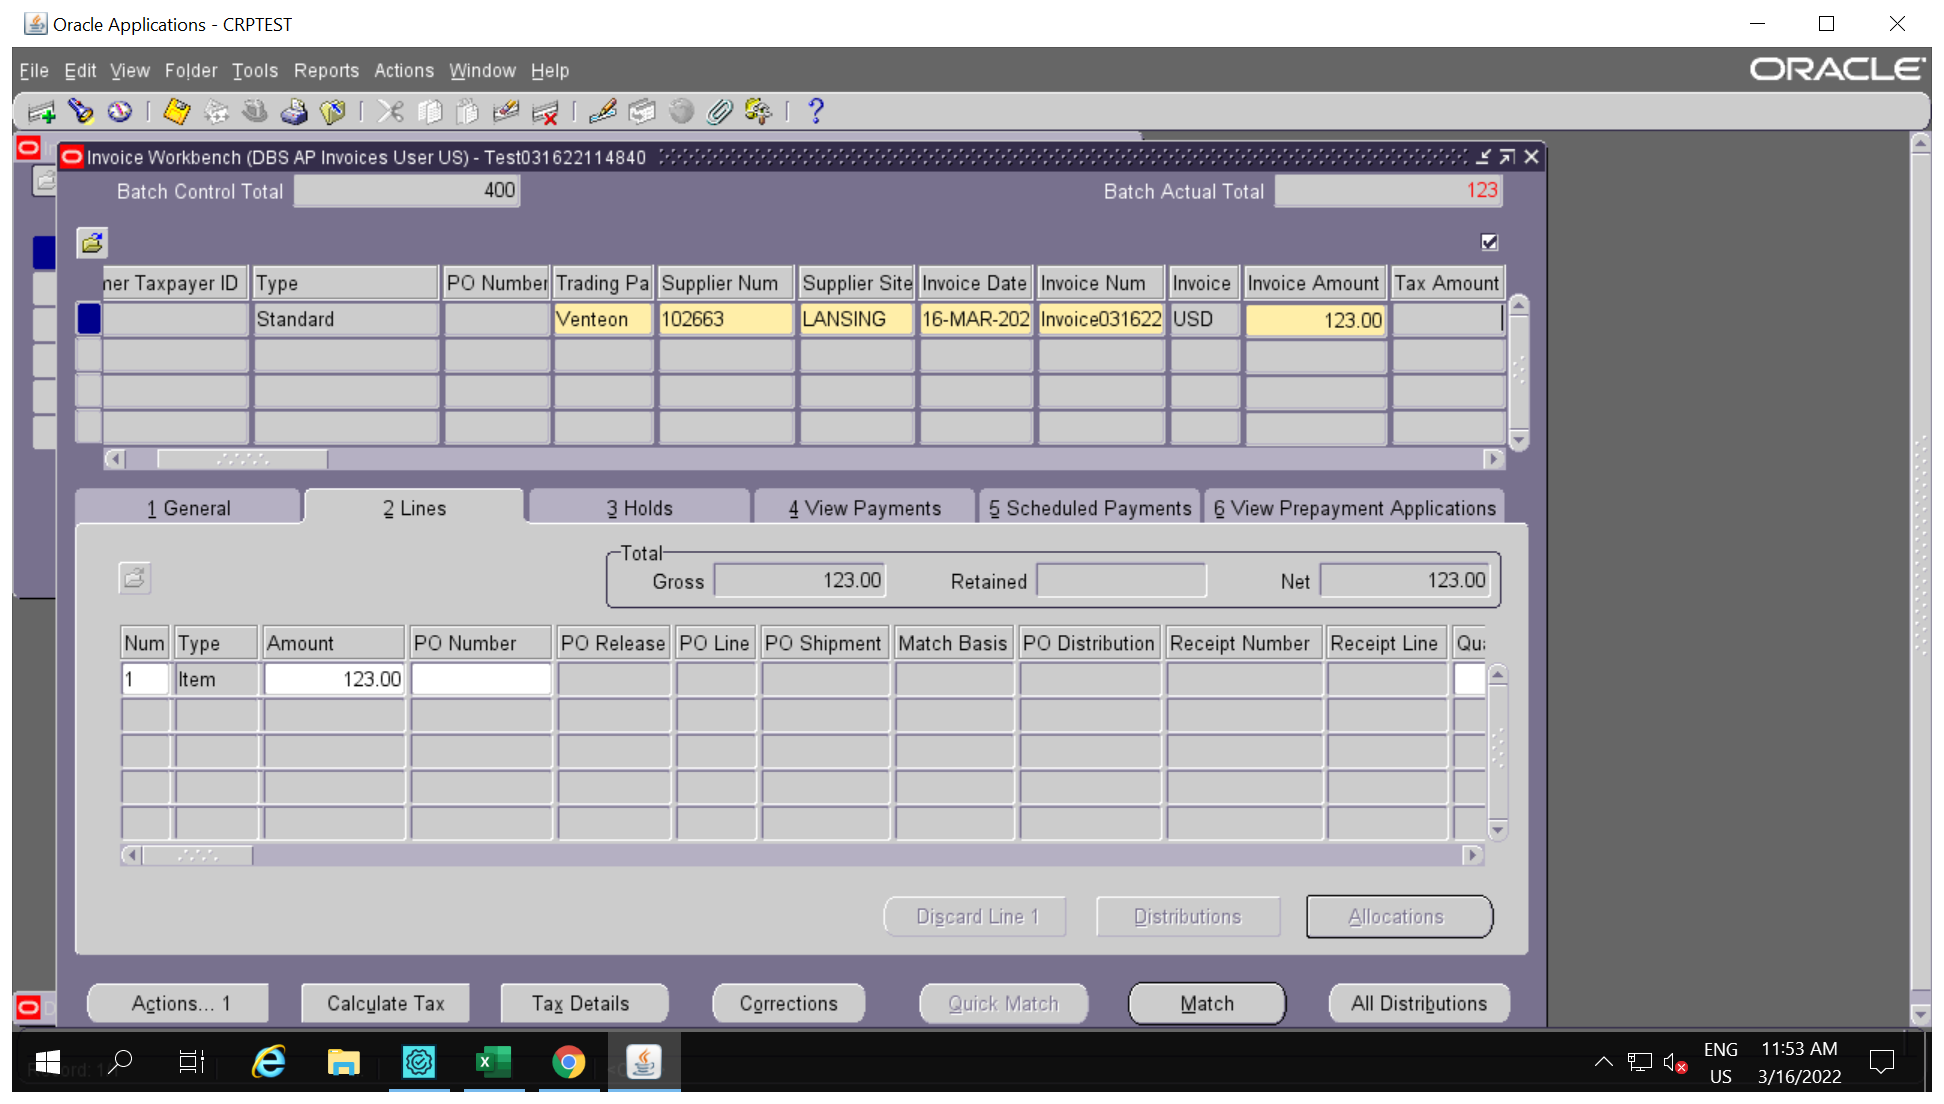 Oracle Applications - CRPTEST
File Edit View Folder Tools Reports Actions Window Help
ORACLE
Invoice Workbench (DBS AP Invoices User US) - Test031622114840
Batch Control Total 400 Batch Actual Total 123
ner Taxpayer ID Type PO Number Trading Pa Supplier Num Supplier Site Invoice Date Invoice Num Invoice Invoice Amount Tax Amount
Standard Venteon 102663 LANSING 16-MAR-202 Invoice031622 USD 123.00
1 General 2 Lines 3 Holds 4 View Payments 5 Scheduled Payments 6 View Prepayment Applications
Total
Gross 123.00 Retained Net 123.00
Num Type Amount PO Number PO Release PO Line PO Shipment Match Basis PO Distribution Receipt Number Receipt Line Qua
1 Item 123.00
Discard Line 1 Distributions Allocations
Actions... 1 Calculate Tax Tax Details Corrections Quick Match Match All Distributions
ENG 11:53 AM
US 3/16/2022